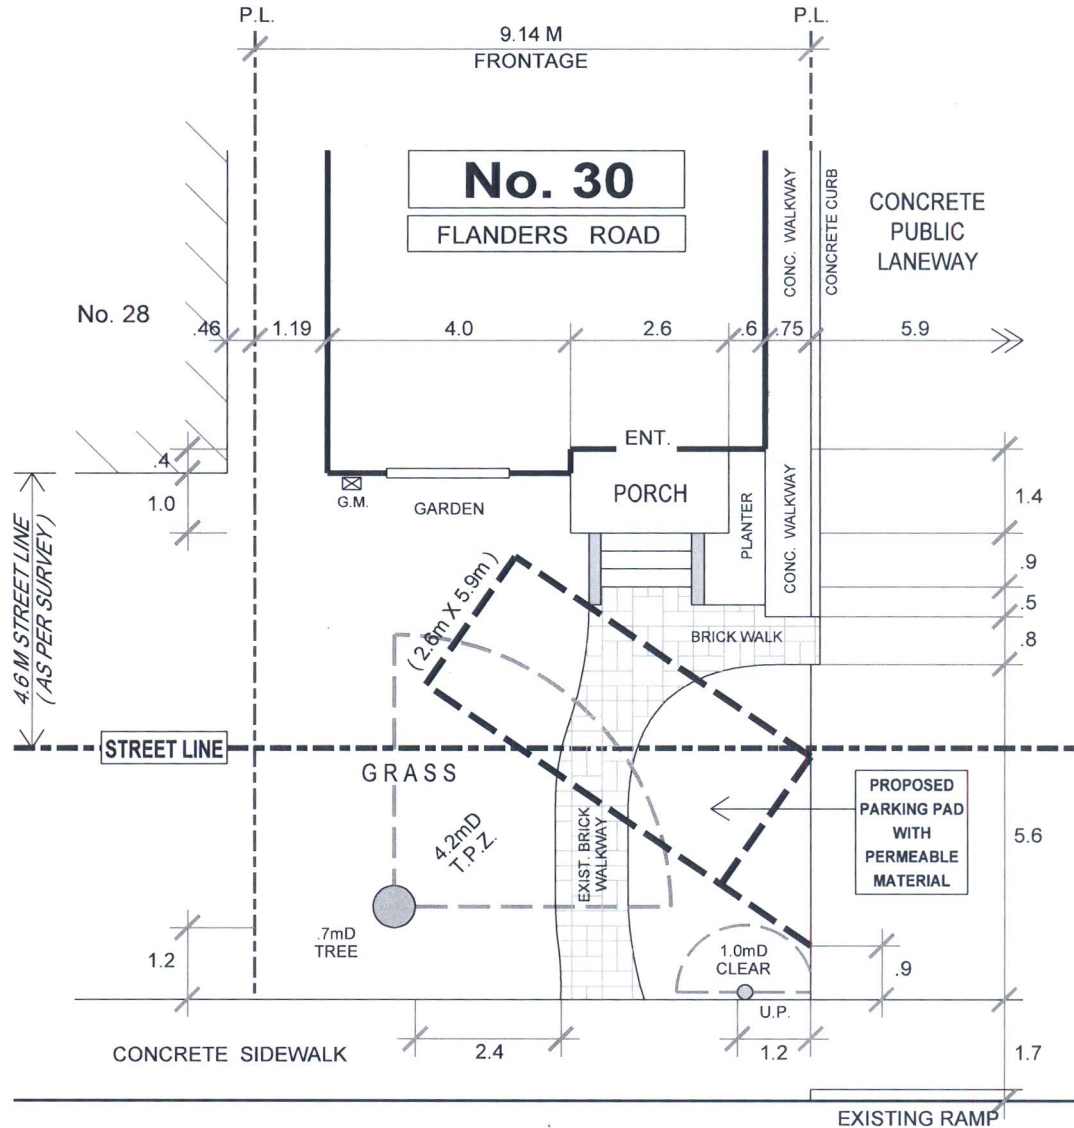 P.L.
P.L.
9.14 M
FRONTAGE
No. 30
FLANDERS ROAD
CONC. WALKWAY
CONCRETE CURB
CONCRETE
PUBLIC
LANEWAY
No. 28
.46
1.19
4.0
2.6
.6
.75
5.9
ENT.
.4
1.0
G.M.
GARDEN
PORCH
PLANTER
CONC. WALKWAY
1.4
.9
.5
.8
4.6 M STREET LINE
( AS PER SURVEY )
( 2.6m X 5.9m )
BRICK WALK
STREET LINE
GRASS
4.2mD
T.P.Z.
EXIST. BRICK
WALKWAY
PROPOSED
PARKING PAD
WITH
PERMEABLE
MATERIAL
5.6
.7mD
TREE
1.2
1.0mD
CLEAR
.9
U.P.
CONCRETE SIDEWALK
2.4
1.2
1.7
EXISTING RAMP